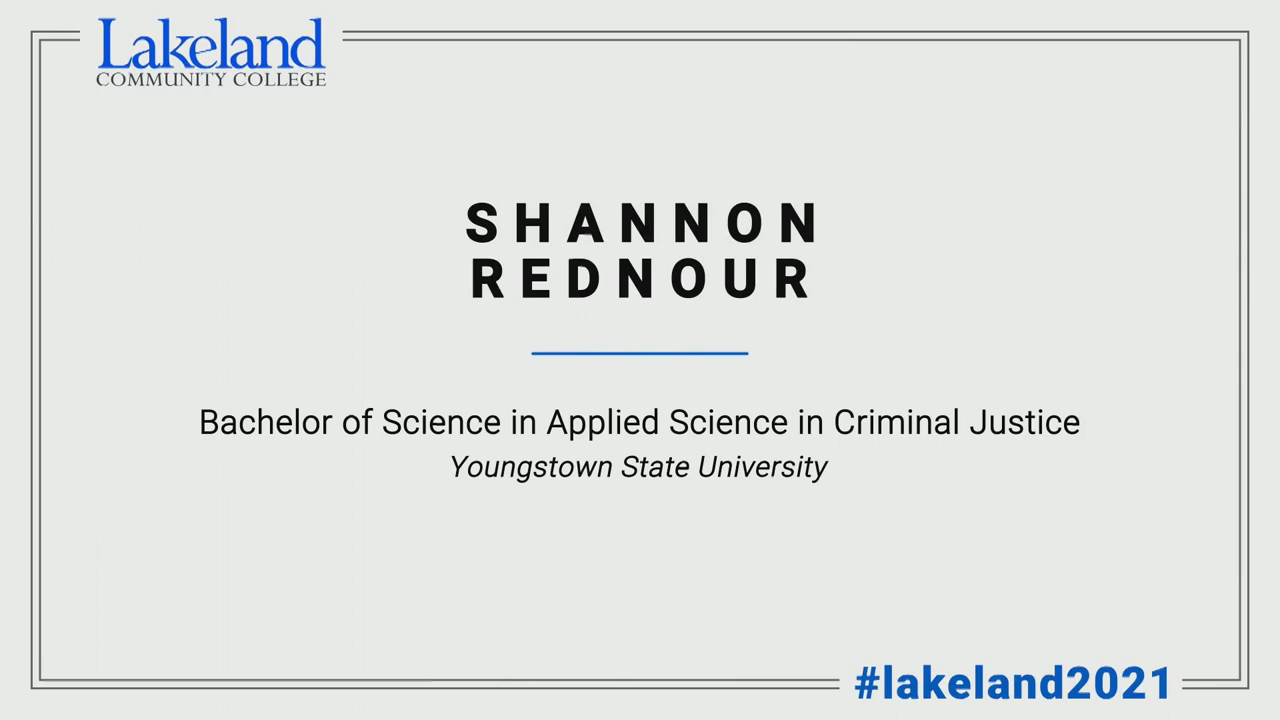 Lakeland
COMMUNITY COLLEGE
SHANNON
REDNOUR
Bachelor of Science in Applied Science in Criminal Justice
Youngstown State University
#lakeland2021